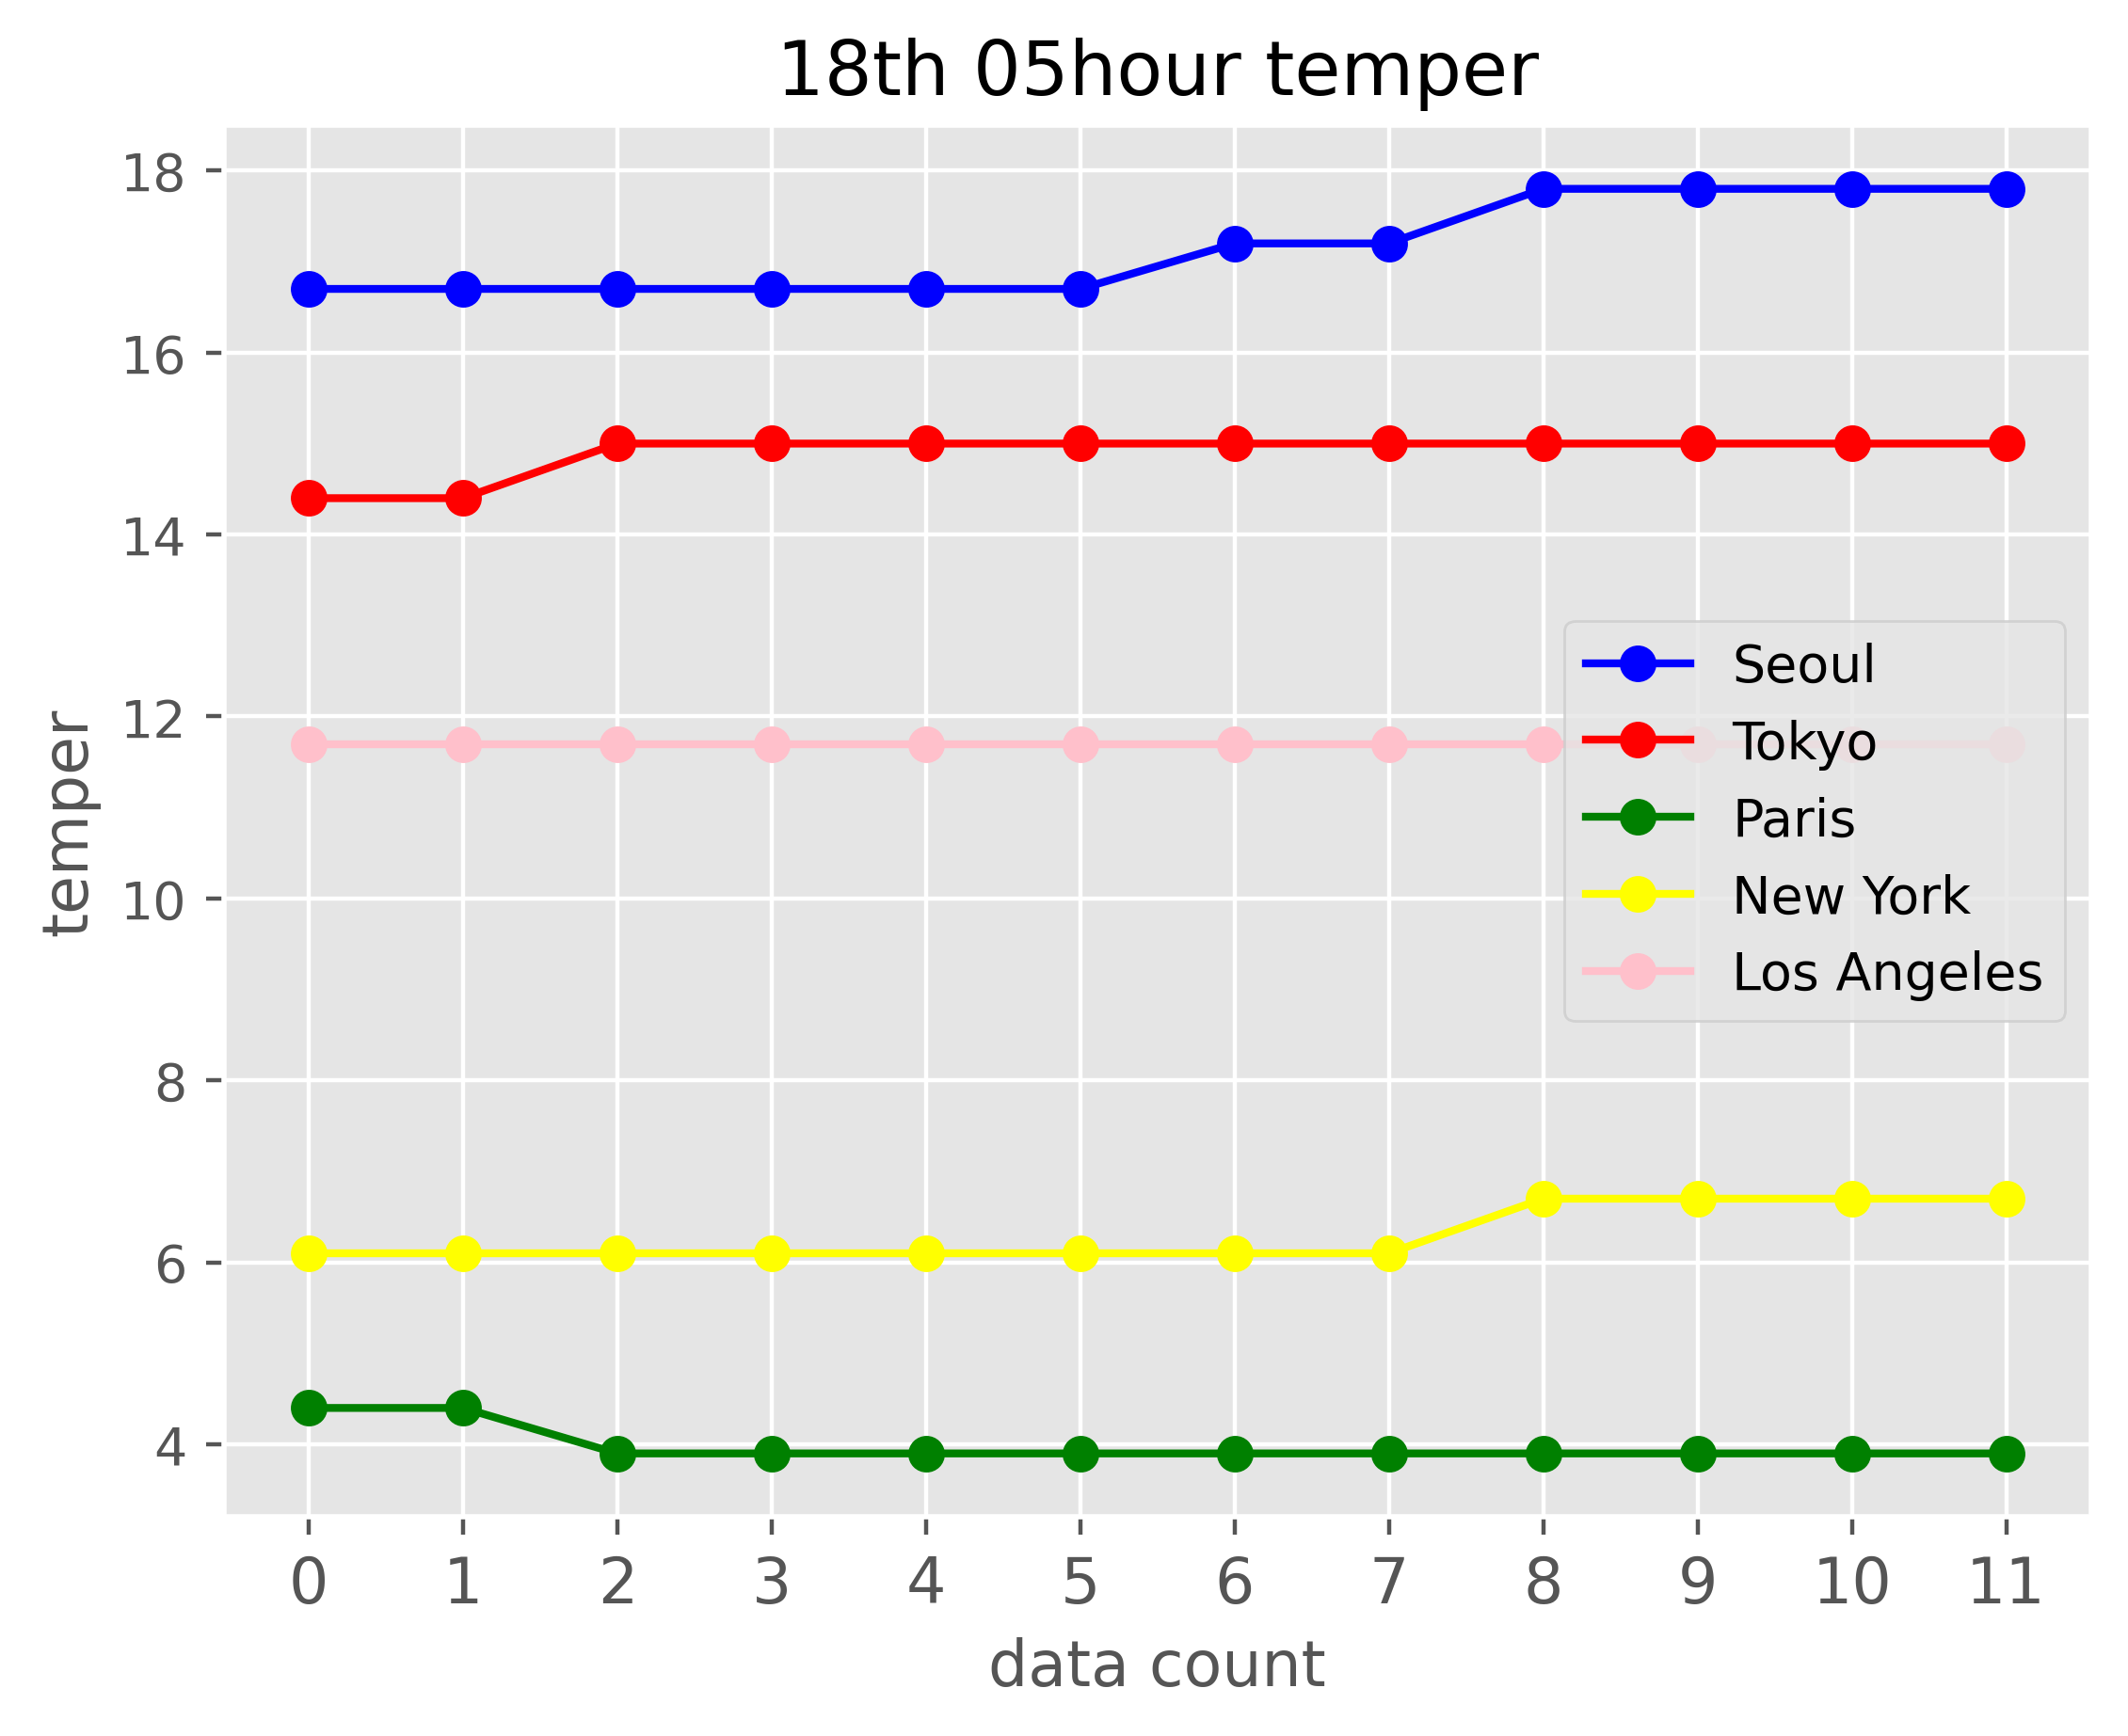 18th 05hour temper
18
16
14
12
10
8
6
4
temper
Seoul
Tokyo
Paris
New York
Los Angeles
0 1 2 3 4 5 6 7 8 9 10 11
data count